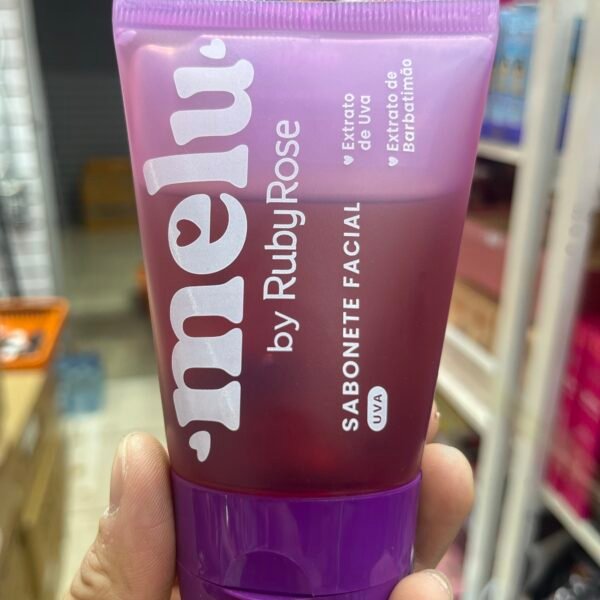 melu
by RubyRose
SABONETE FACIAL
UVA
Extrato
de Uva
Extrato de
Barbatimão